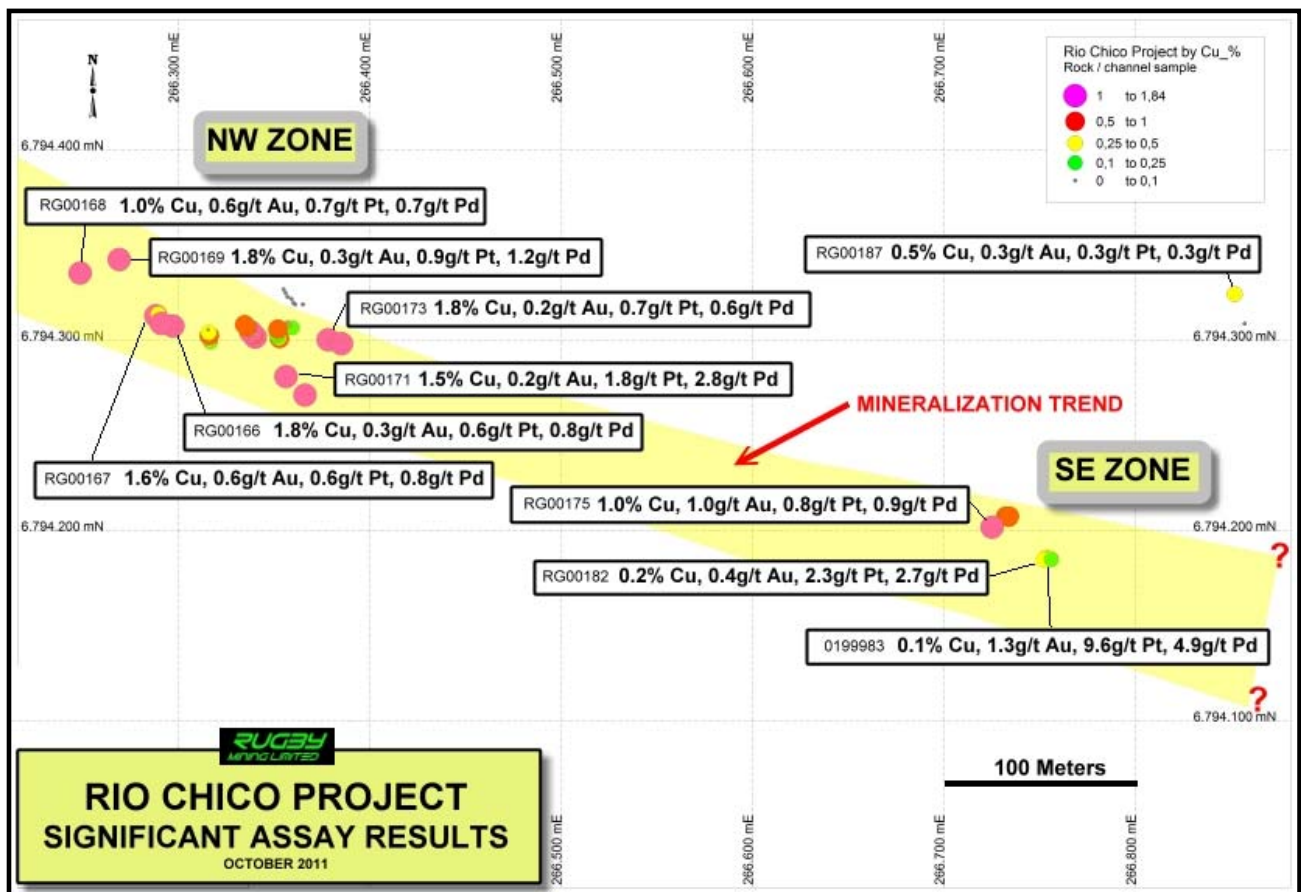 266.300 mE
266.400 mE
266.500 mE
266.600 mE
266.700 mE
266.800 mE
Rio Chico Project by Cu_%
Rock / channel sample
1 to 1,84
0,5 to 1
0,25 to 0,5
0,1 to 0,25
0 to 0,1
N
NW ZONE
6.794.400 mN
6.794.400 mN
RG00168 1.0% Cu, 0.6g/t Au, 0.7g/t Pt, 0.7g/t Pd
RG00169 1.8% Cu, 0.3g/t Au, 0.9g/t Pt, 1.2g/t Pd
RG00187 0.5% Cu, 0.3g/t Au, 0.3g/t Pt, 0.3g/t Pd
RG00173 1.8% Cu, 0.2g/t Au, 0.7g/t Pt, 0.6g/t Pd
6.794.300 mN
6.794.300 mN
RG00171 1.5% Cu, 0.2g/t Au, 1.8g/t Pt, 2.8g/t Pd
MINERALIZATION TREND
RG00166 1.8% Cu, 0.3g/t Au, 0.6g/t Pt, 0.8g/t Pd
SE ZONE
RG00167 1.6% Cu, 0.6g/t Au, 0.6g/t Pt, 0.8g/t Pd
RG00175 1.0% Cu, 1.0g/t Au, 0.8g/t Pt, 0.9g/t Pd
6.794.200 mN
6.794.200 mN
?
RG00182 0.2% Cu, 0.4g/t Au, 2.3g/t Pt, 2.7g/t Pd
0199983 0.1% Cu, 1.3g/t Au, 9.6g/t Pt, 4.9g/t Pd
?
6.794.100 mN
RUGBY
MINING LIMITED
100 Meters
RIO CHICO PROJECT
SIGNIFICANT ASSAY RESULTS
OCTOBER 2011
266.500 mE
266.600 mE
266.700 mE
266.800 mE